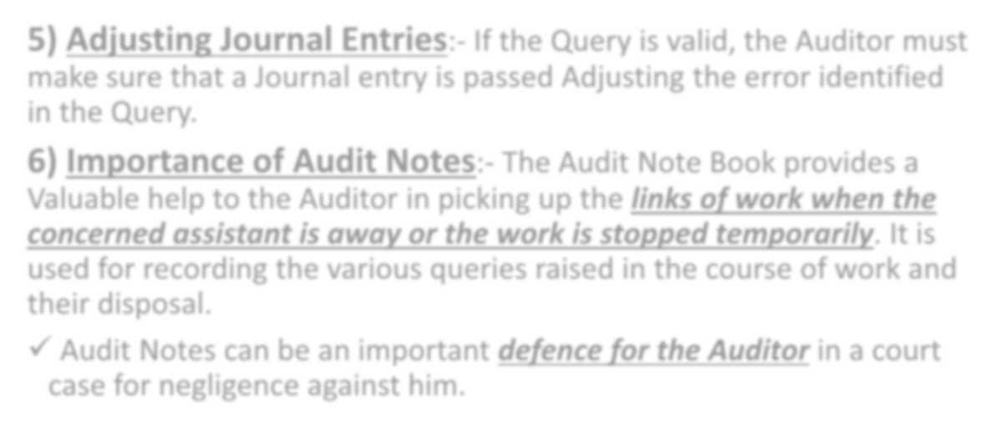 5) Adjusting Journal Entries:- If the Query is valid, the Auditor must
make sure that a Journal entry is passed Adjusting the error identified
in the Query.
6) Importance of Audit Notes:- The Audit Note Book provides a
Valuable help to the Auditor in picking up the links of work when the
concerned assistant is away or the work is stopped temporarily. It is
used for recording the various queries raised in the course of work and
their disposal.
✓ Audit Notes can be an important defence for the Auditor in a court
case for negligence against him.